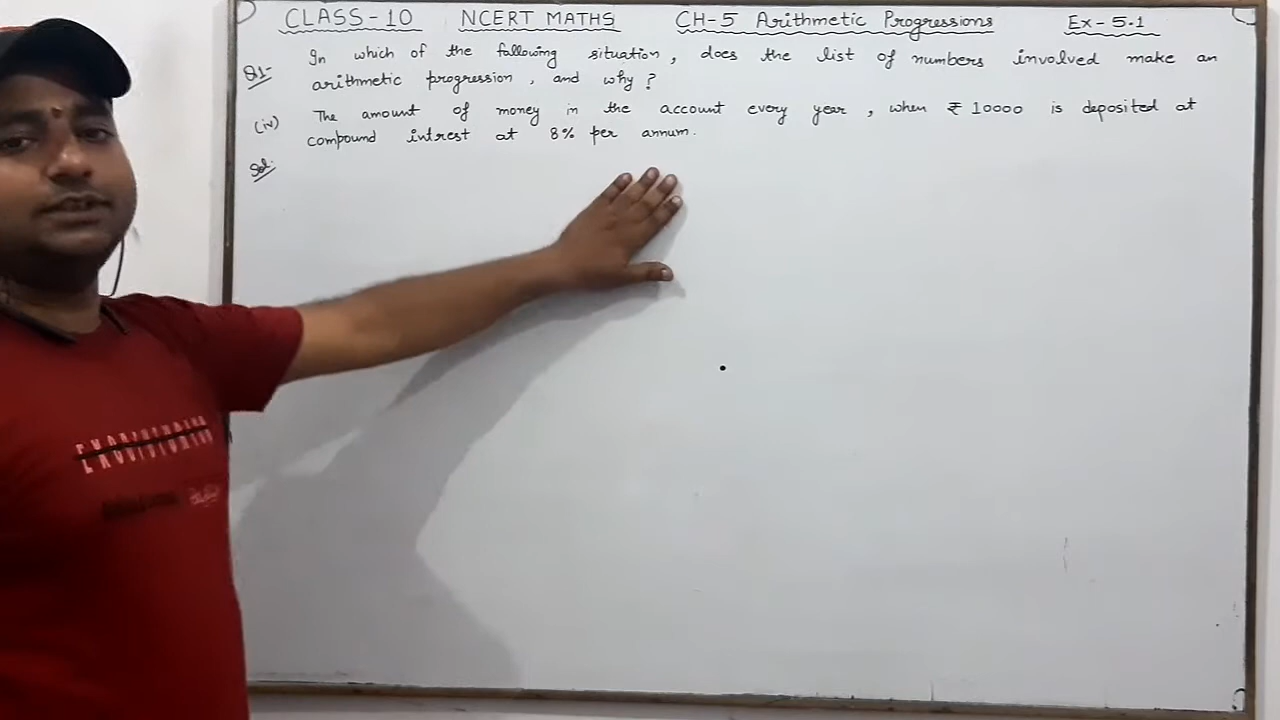 CLASS-10 NCERT MATHS CH-5 Arithmetic Progressions Ex-5.1
Q1- In which of the following situation, does the list of numbers involved make an
arithmetic progression, and why?
(iv) The amount of money in the account every year, when ₹ 10000 is deposited at
compound intrest at 8% per annum.
Sol: